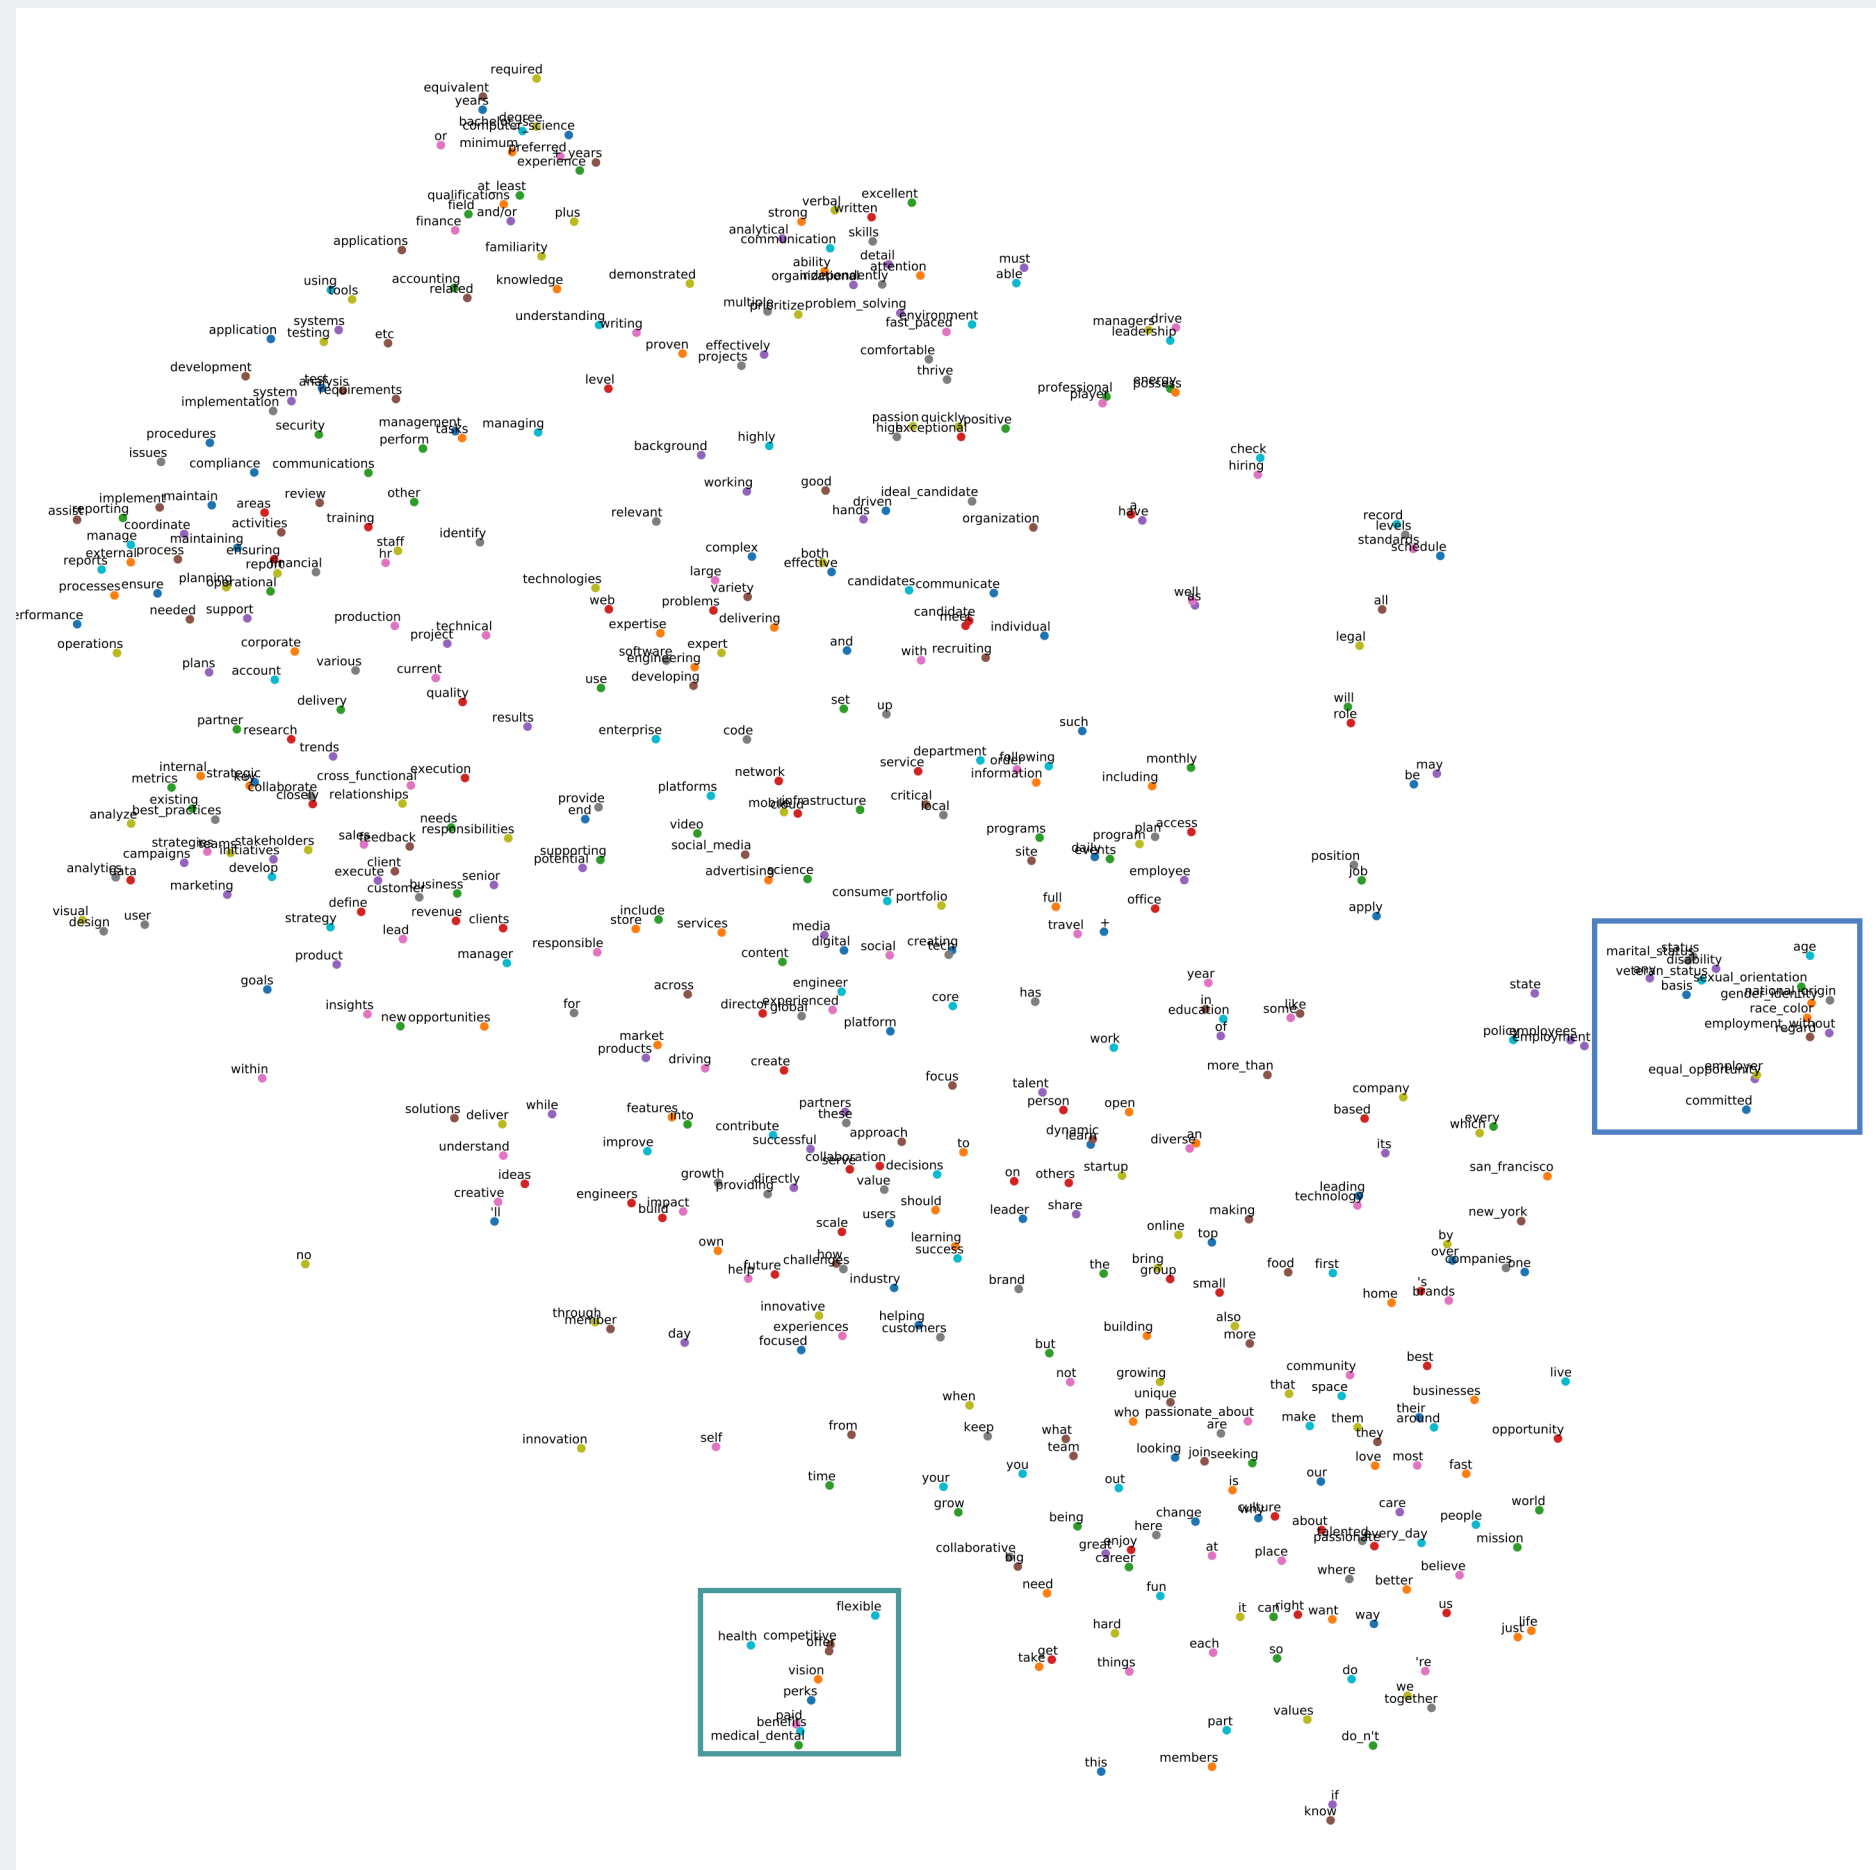 required
equivalent
years
degree
computer_science
or
minimum
preferred
+_years
experience
at_least
qualifications
field
and/or
plus
finance
applications
familiarity
accounting
related
knowledge
using
tools
systems
testing
etc
application
understanding
writing
demonstrated
excellent
verbal
written
strong
analytical
communication
skills
detail
ability
attention
multiple
prioritize
problem_solving
environment
fast_paced
must
able
proven
effectively
projects
comfortable
thrive
managers
drive
leadership
energy
possess
professional
player
development
test
analysis
requirements
system
implementation
level
security
management
tasks
managing
perform
procedures
issues
compliance
communications
background
highly
passion
quickly
positive
high
exceptional
check
hiring
working
good
ideal_candidate
driven
hands
organization
a
have
record
levels
standards
schedule
implement
maintain
assist
reporting
areas
review
other
coordinate
activities
training
manage
maintaining
identify
relevant
external
process
ensuring
staff
hr
reports
report
financial
planning
operational
processes
ensure
complex
both
effective
large
technologies
variety
candidates
communicate
web
problems
needed
support
erformance
production
technical
project
expertise
delivering
candidate
meet
individual
well
as
all
legal
operations
corporate
software
engineering
expert
and
with
recruiting
plans
account
various
current
developing
use
quality
delivery
set
up
will
role
partner
research
results
trends
enterprise
code
such
department
order
following
information
service
monthly
including
may
be
internal
strategic
key
metrics
collaborate
closely
cross_functional
execution
relationships
network
platforms
mobile
cloud
infrastructure
critical
local
existing
best_practices
analyze
provide
end
needs
responsibilities
video
programs
program
plan
access
strategies
teams
stakeholders
initiatives
campaigns
sales
feedback
supporting
potential
social_media
site
daily
events
position
job
analytics
data
develop
marketing
client
execute
customer
business
senior
advertising
science
employee
apply
visual
design
user
define
strategy
revenue
clients
lead
include
store
services
consumer
portfolio
full
office
travel
+
product
manager
responsible
media
digital
social
creating
tech
content
goals
engineer
year
state
status
marital_status
disability
age
any
veteran_status
sexual_orientation
basis
national_origin
gender_identity
race_color
employment_without
regard
employer
equal_opportunity
committed
insights
new
opportunities
for
across
director
experienced
global
core
has
in
education
of
some
like
policy
employees
employment
market
products
platform
work
within
driving
create
focus
more_than
talent
person
open
company
based
solutions
deliver
while
features
into
partners
these
contribute
successful
approach
to
dynamic
learn
diverse
an
every
which
its
understand
improve
collaboration
serve
decisions
on
others
startup
san_francisco
ideas
creative
'll
growth
providing
directly
value
leading
technology
engineers
impact
build
should
users
leader
share
making
new_york
scale
own
learning
success
online
top
by
over
no
help
future
how
challenges
industry
brand
the
bring
group
food
first
companies
one
small
's
home
brands
through
member
innovative
experiences
helping
customers
also
more
day
focused
building
but
best
not
growing
community
live
unique
that
space
businesses
when
who
passionate_about
are
make
them
their
around
keep
what
team
they
opportunity
from
innovation
self
looking
join
seeking
love
most
fast
time
your
you
out
is
our
grow
being
change
why
culture
about
care
people
world
here
talented
passionate
every_day
mission
great
enjoy
career
collaborative
big
at
place
where
believe
need
fun
better
flexible
it
can
right
want
way
us
hard
health
competitive
offer
life
just
get
take
each
so
things
vision
perks
do
're
we
together
paid
benefits
medical_dental
values
part
do_n't
this
members
if
know